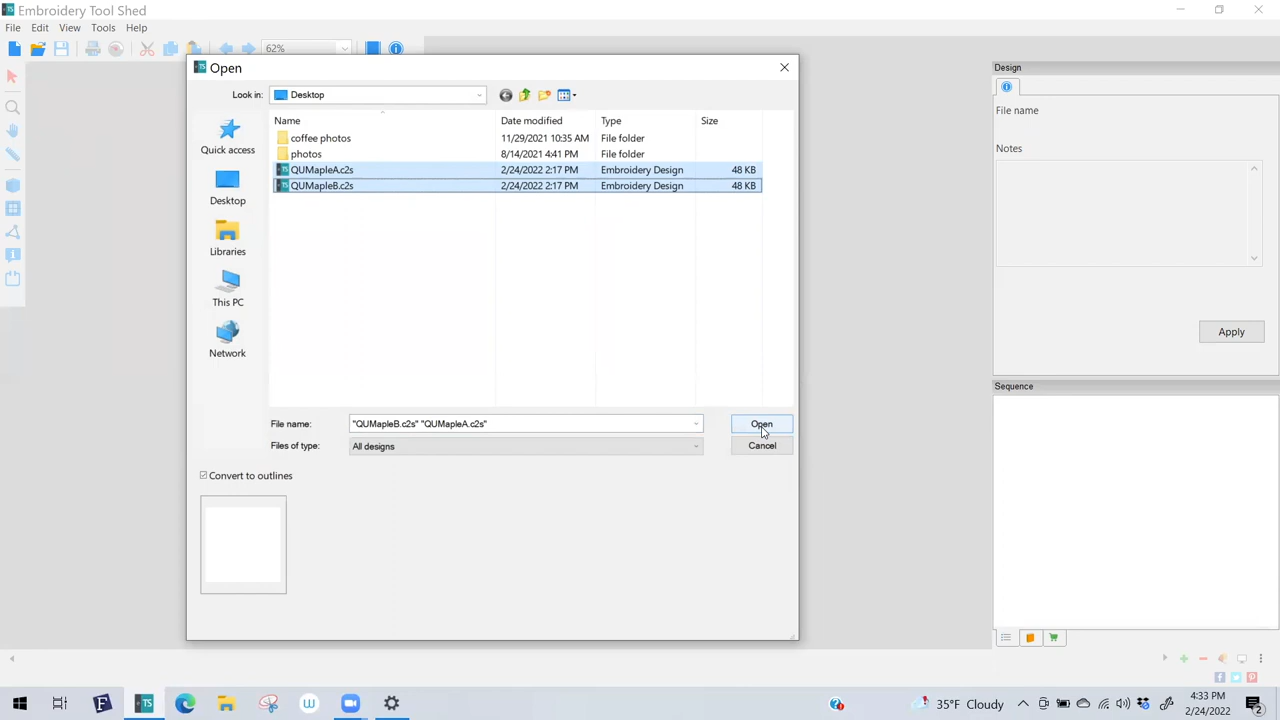 Embroidery Tool Shed
File Edit View Tools Help
62%
TS Open
Look in: Desktop
Name Date modified Type Size
coffee photos 11/29/2021 10:35 AM File folder
photos 8/14/2021 4:41 PM File folder
QUMapleA.c2s 2/24/2022 2:17 PM Embroidery Design 48 KB
QUMapleB.c2s 2/24/2022 2:17 PM Embroidery Design 48 KB
Quick access
Desktop
Libraries
This PC
Network
File name: "QUMapleB.c2s" "QUMapleA.c2s" Open
Files of type: All designs Cancel
Convert to outlines
Design
File name
Notes
Apply
Sequence
TS
35°F Cloudy
4:33 PM
2/24/2022
2